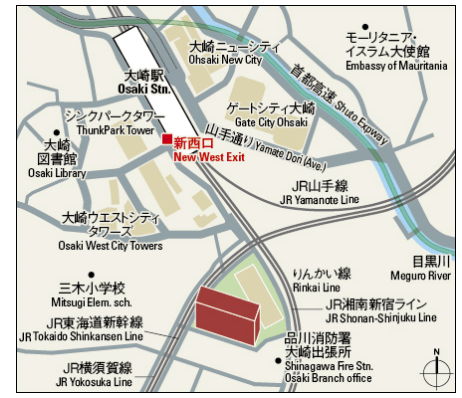 大崎ニューシティ
Ohsaki New City
モーリタニア・
イスラム大使館
Embassy of Mauritania
大崎駅
Osaki Stn.
首都高速 Shuto Expway
シンクパークタワー
ThunkPark Tower
ゲートシティ大崎
Gate City Ohsaki
大崎
図書館
Osaki Library
新西口
New West Exit
山手通り Yamate Dori (Ave.)
JR山手線
JR Yamanote Line
大崎ウエストシティ
タワーズ
Osaki West City Towers
目黒川
Meguro River
りんかい線
Rinkai Line
三木小学校
Mitsugi Elem. sch.
JR湘南新宿ライン
JR Shonan-Shinjuku Line
JR東海道新幹線
JR Tokaido Shinkansen Line
品川消防署
大崎出張所
Shinagawa Fire Stn.
Osaki Branch office
JR横須賀線
JR Yokosuka Line
N